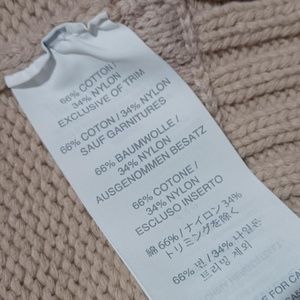 66% COTTON /
34% NYLON
EXCLUSIVE OF TRIM
66% COTON / 34% NYLON
SAUF GARNITURES
66% BAUMWOLLE /
34% NYLON
AUSGENOMMEN BESATZ
66% COTONE /
34% NYLON
ESCLUSO INSERTO
綿 66% / ナイロン 34%
トリミングを除く
66% 면 / 34% 나일론
트리밍 제외
FOR CA